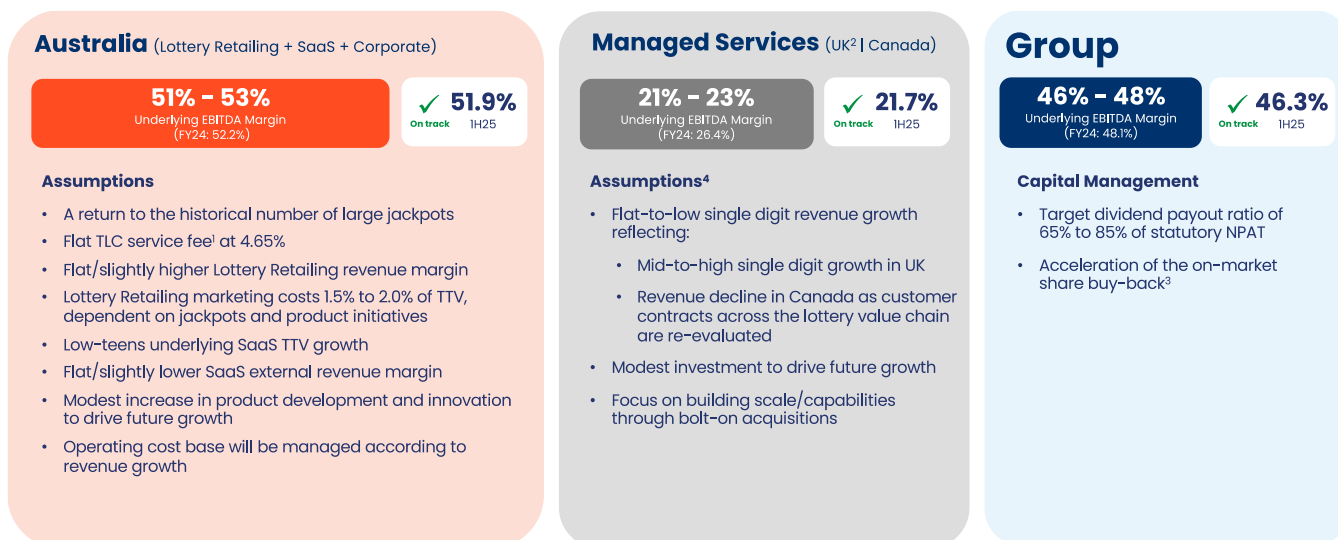 Australia (Lottery Retailing + SaaS + Corporate)
51% - 53%
Underlying EBITDA Margin
(FY24: 52.2%)
✓ 51.9%
On track 1H25
Assumptions
• A return to the historical number of large jackpots
• Flat TLC service fee¹ at 4.65%
• Flat/slightly higher Lottery Retailing revenue margin
• Lottery Retailing marketing costs 1.5% to 2.0% of TTV,
dependent on jackpots and product initiatives
• Low-teens underlying SaaS TTV growth
• Flat/slightly lower SaaS external revenue margin
• Modest increase in product development and innovation
to drive future growth
• Operating cost base will be managed according to
revenue growth
Managed Services (UK² | Canada)
21% - 23%
Underlying EBITDA Margin
(FY24: 26.4%)
✓ 21.7%
On track 1H25
Assumptions⁴
• Flat-to-low single digit revenue growth
reflecting:
• Mid-to-high single digit growth in UK
• Revenue decline in Canada as customer
contracts across the lottery value chain
are re-evaluated
• Modest investment to drive future growth
• Focus on building scale/capabilities
through bolt-on acquisitions
Group
46% - 48%
Underlying EBITDA Margin
(FY24: 48.1%)
✓ 46.3%
On track 1H25
Capital Management
• Target dividend payout ratio of
65% to 85% of statutory NPAT
• Acceleration of the on-market
share buy-back³